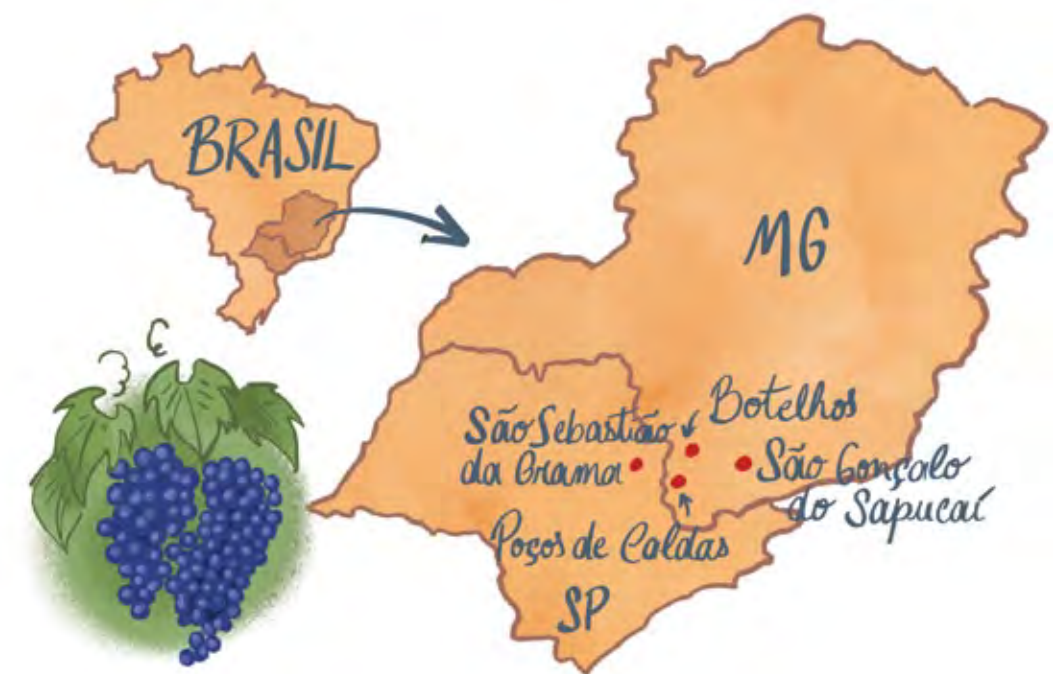 BRASIL
MG
Botelhos
São Sebastião
da Grama
São Gonçalo
do Sapucaí
Poços de Caldas
SP